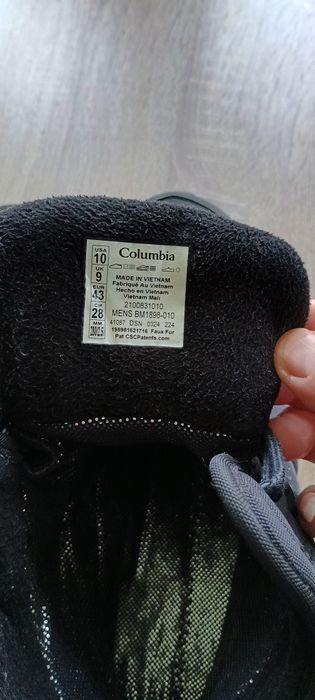 USA
10
UK
9
EUR
43
CM
28
MM
Columbia
MADE IN VIETNAM
Fabriqué Au Vietnam
Hecho en Vietnam
Vietnam Malı
2100831010
MENS BM1898-010
41087 DSN 0324 224
Faux Fur
Pat CSCPatents.com